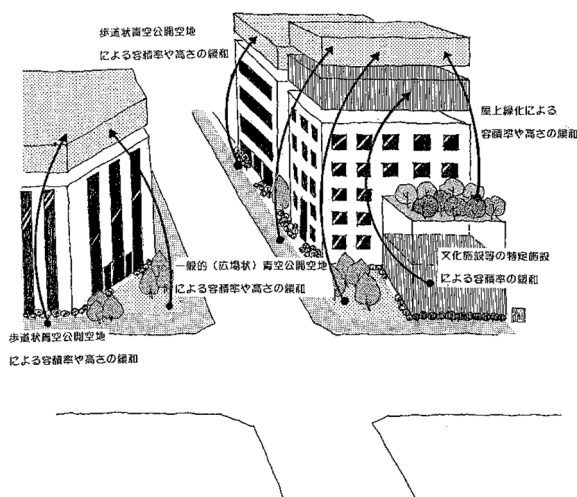 歩道状青空公開空地
による容積率や高さの緩和
屋上緑化による
容積率や高さの緩和
文化施設等の特定施設
による容積率の緩和
一般的（広場状）青空公開空地
による容積率や高さの緩和
歩道状青空公開空地
による容積率や高さの緩和